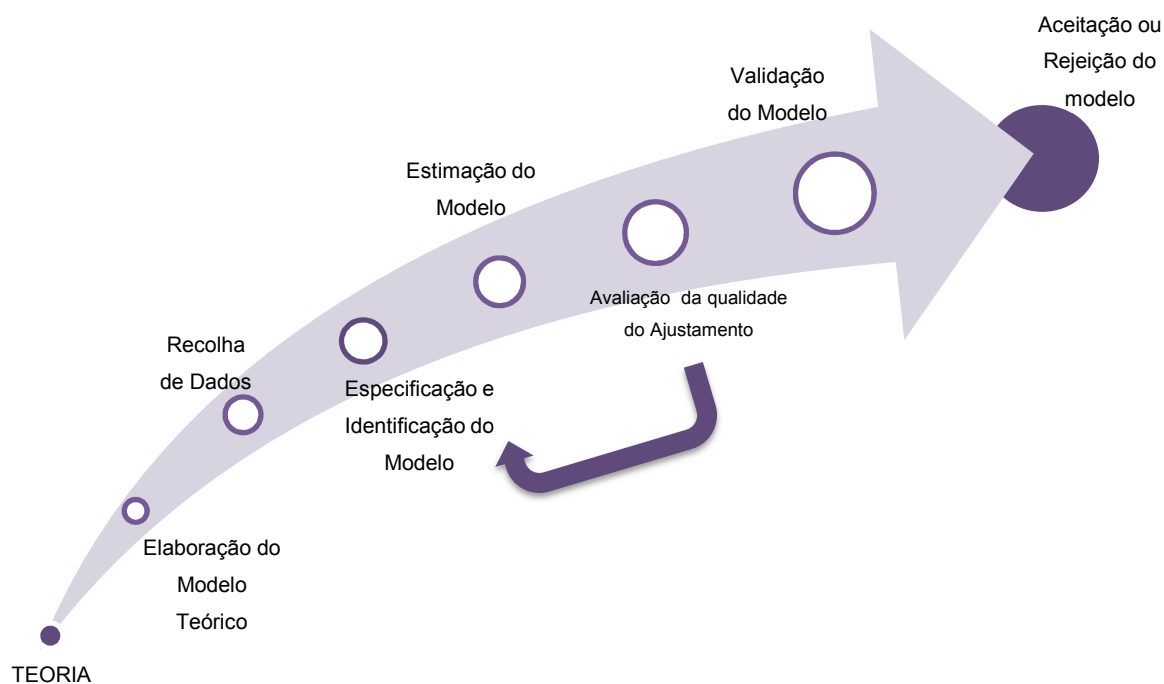 TEORIA
Elaboração do
Modelo
Teórico
Recolha
de Dados
Especificação e
Identificação do
Modelo
Estimação do
Modelo
Avaliação da qualidade
do Ajustamento
Validação
do Modelo
Aceitação ou
Rejeição do
modelo